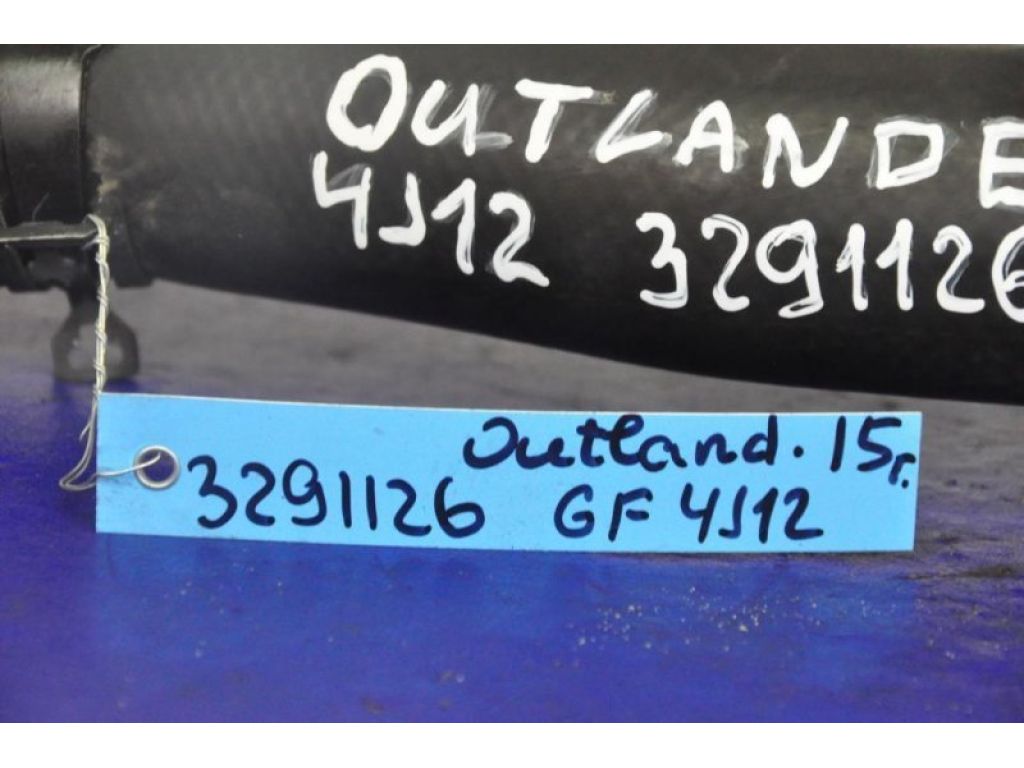 OUTLANDE
4J12 3291126
Outland. 15г.
3291126 GF 4J12